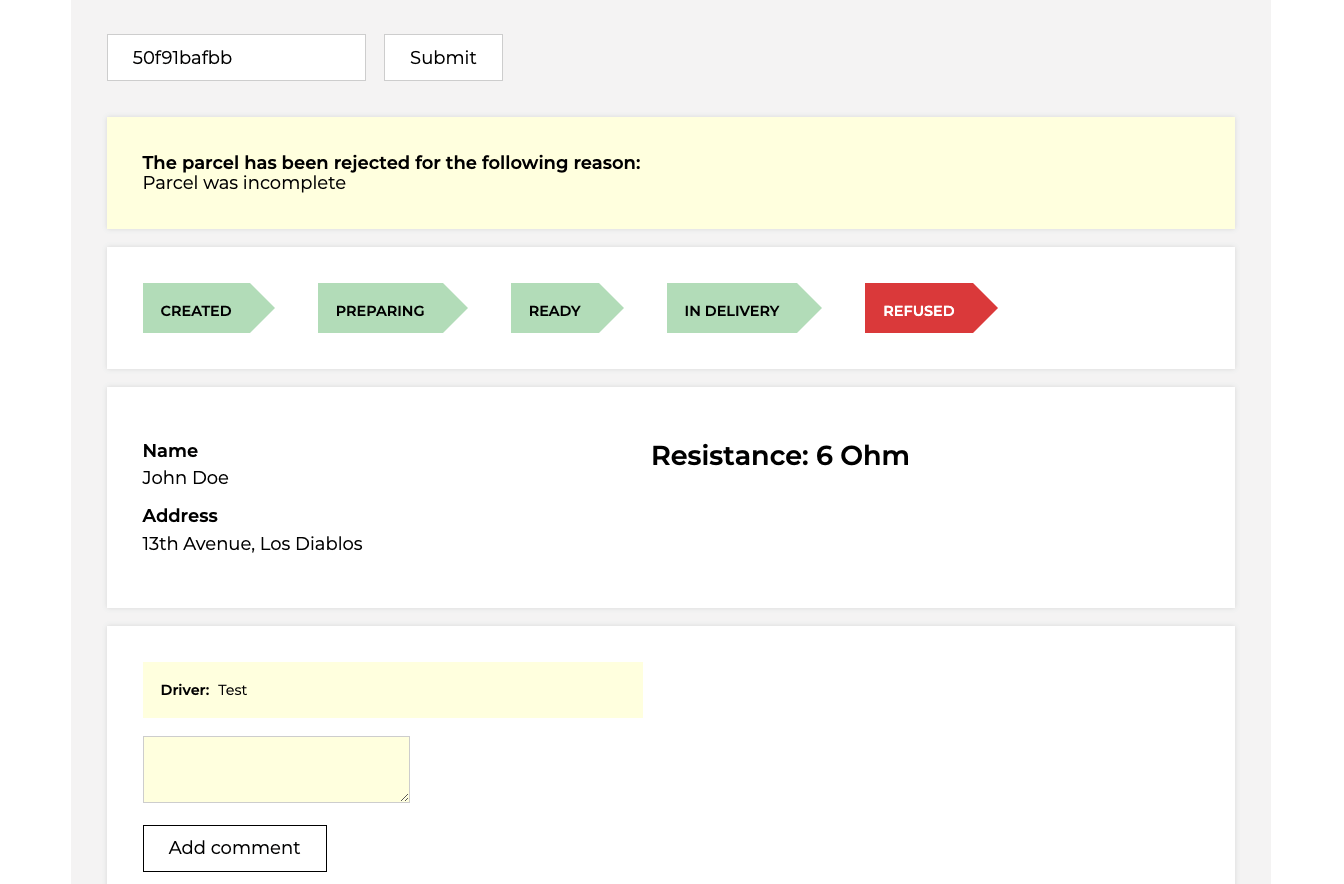 50f91bafbb Submit
The parcel has been rejected for the following reason:
Parcel was incomplete
CREATED PREPARING READY IN DELIVERY REFUSED
Name
John Doe
Address
13th Avenue, Los Diablos
Resistance: 6 Ohm
Driver: Test
Add comment